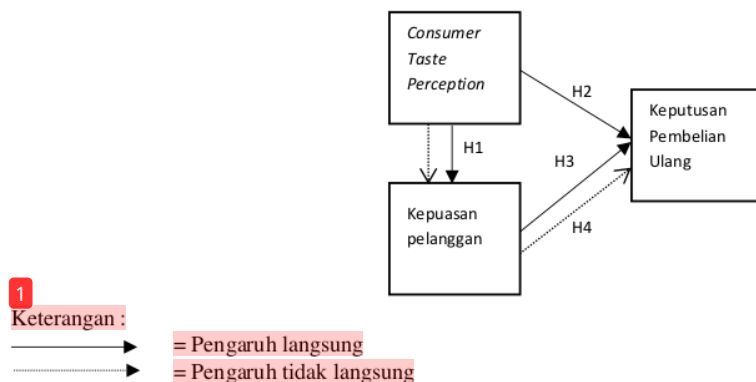 Consumer
Taste
Perception
H2
Keputusan
Pembelian
Ulang
H1
H3
Kepuasan
pelanggan
H4
1
Keterangan :
= Pengaruh langsung
= Pengaruh tidak langsung